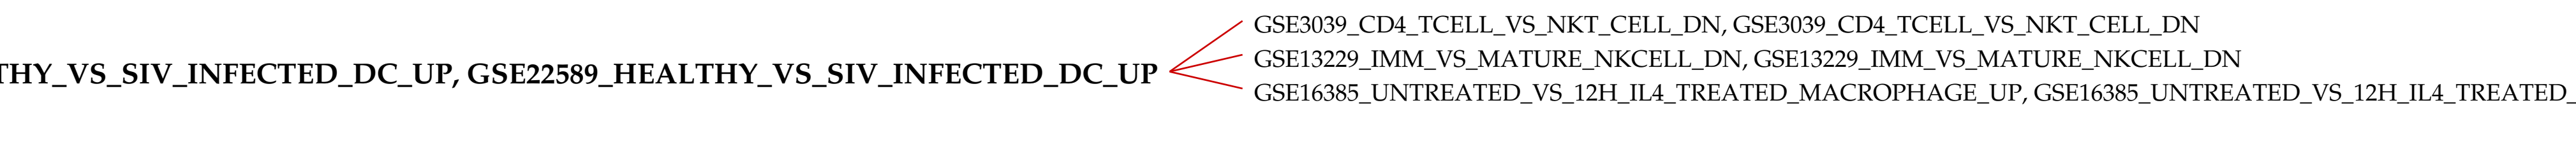 THY_VS_SIV_INFECTED_DC_UP, GSE22589_HEALTHY_VS_SIV_INFECTED_DC_UP
GSE3039_CD4_TCELL_VS_NKT_CELL_DN, GSE3039_CD4_TCELL_VS_NKT_CELL_DN
GSE13229_IMM_VS_MATURE_NKCELL_DN, GSE13229_IMM_VS_MATURE_NKCELL_DN
GSE16385_UNTREATED_VS_12H_IL4_TREATED_MACROPHAGE_UP, GSE16385_UNTREATED_VS_12H_IL4_TREATED_